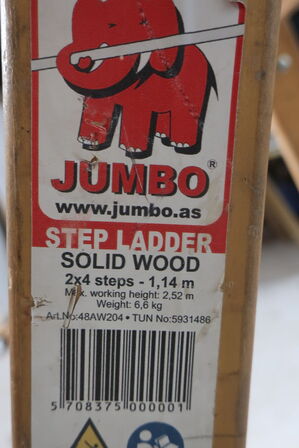 JUMBO®
www.jumbo.as
STEP LADDER
SOLID WOOD
2x4 steps - 1,14 m
Max. working height: 2,52 m
Weight: 6,6 kg
Art.No:48AW204 • TUN No:5931486
5 708375 000001